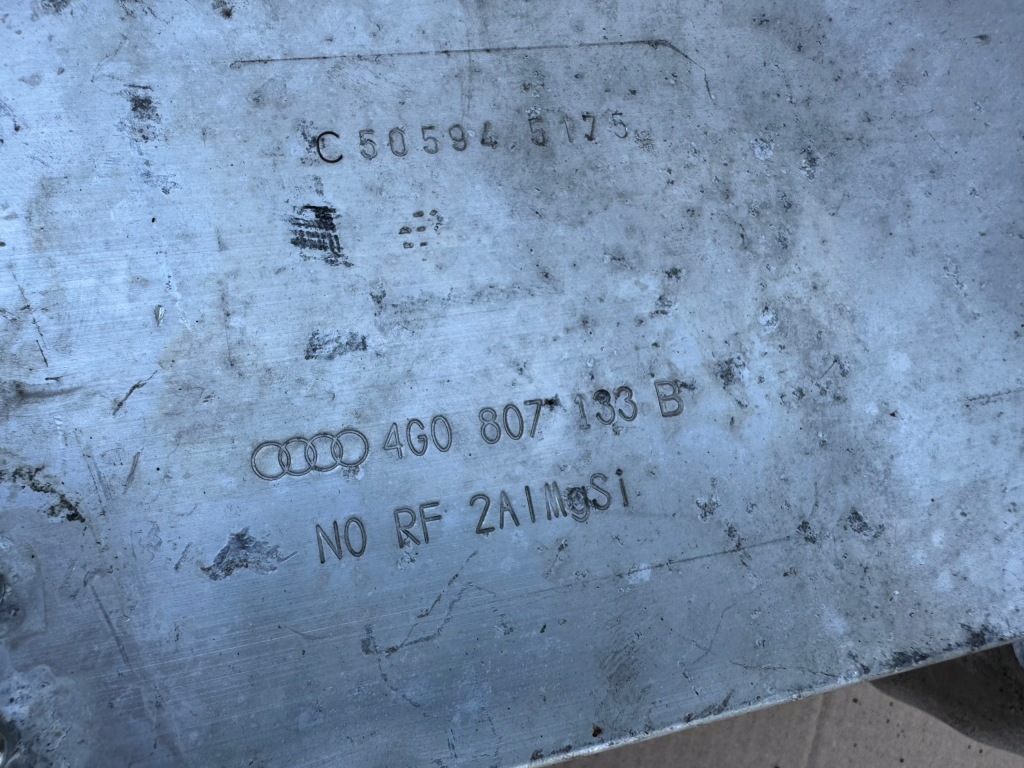 C 50594 5175
4G0 807 133 B
NO RF 2AlMgSi